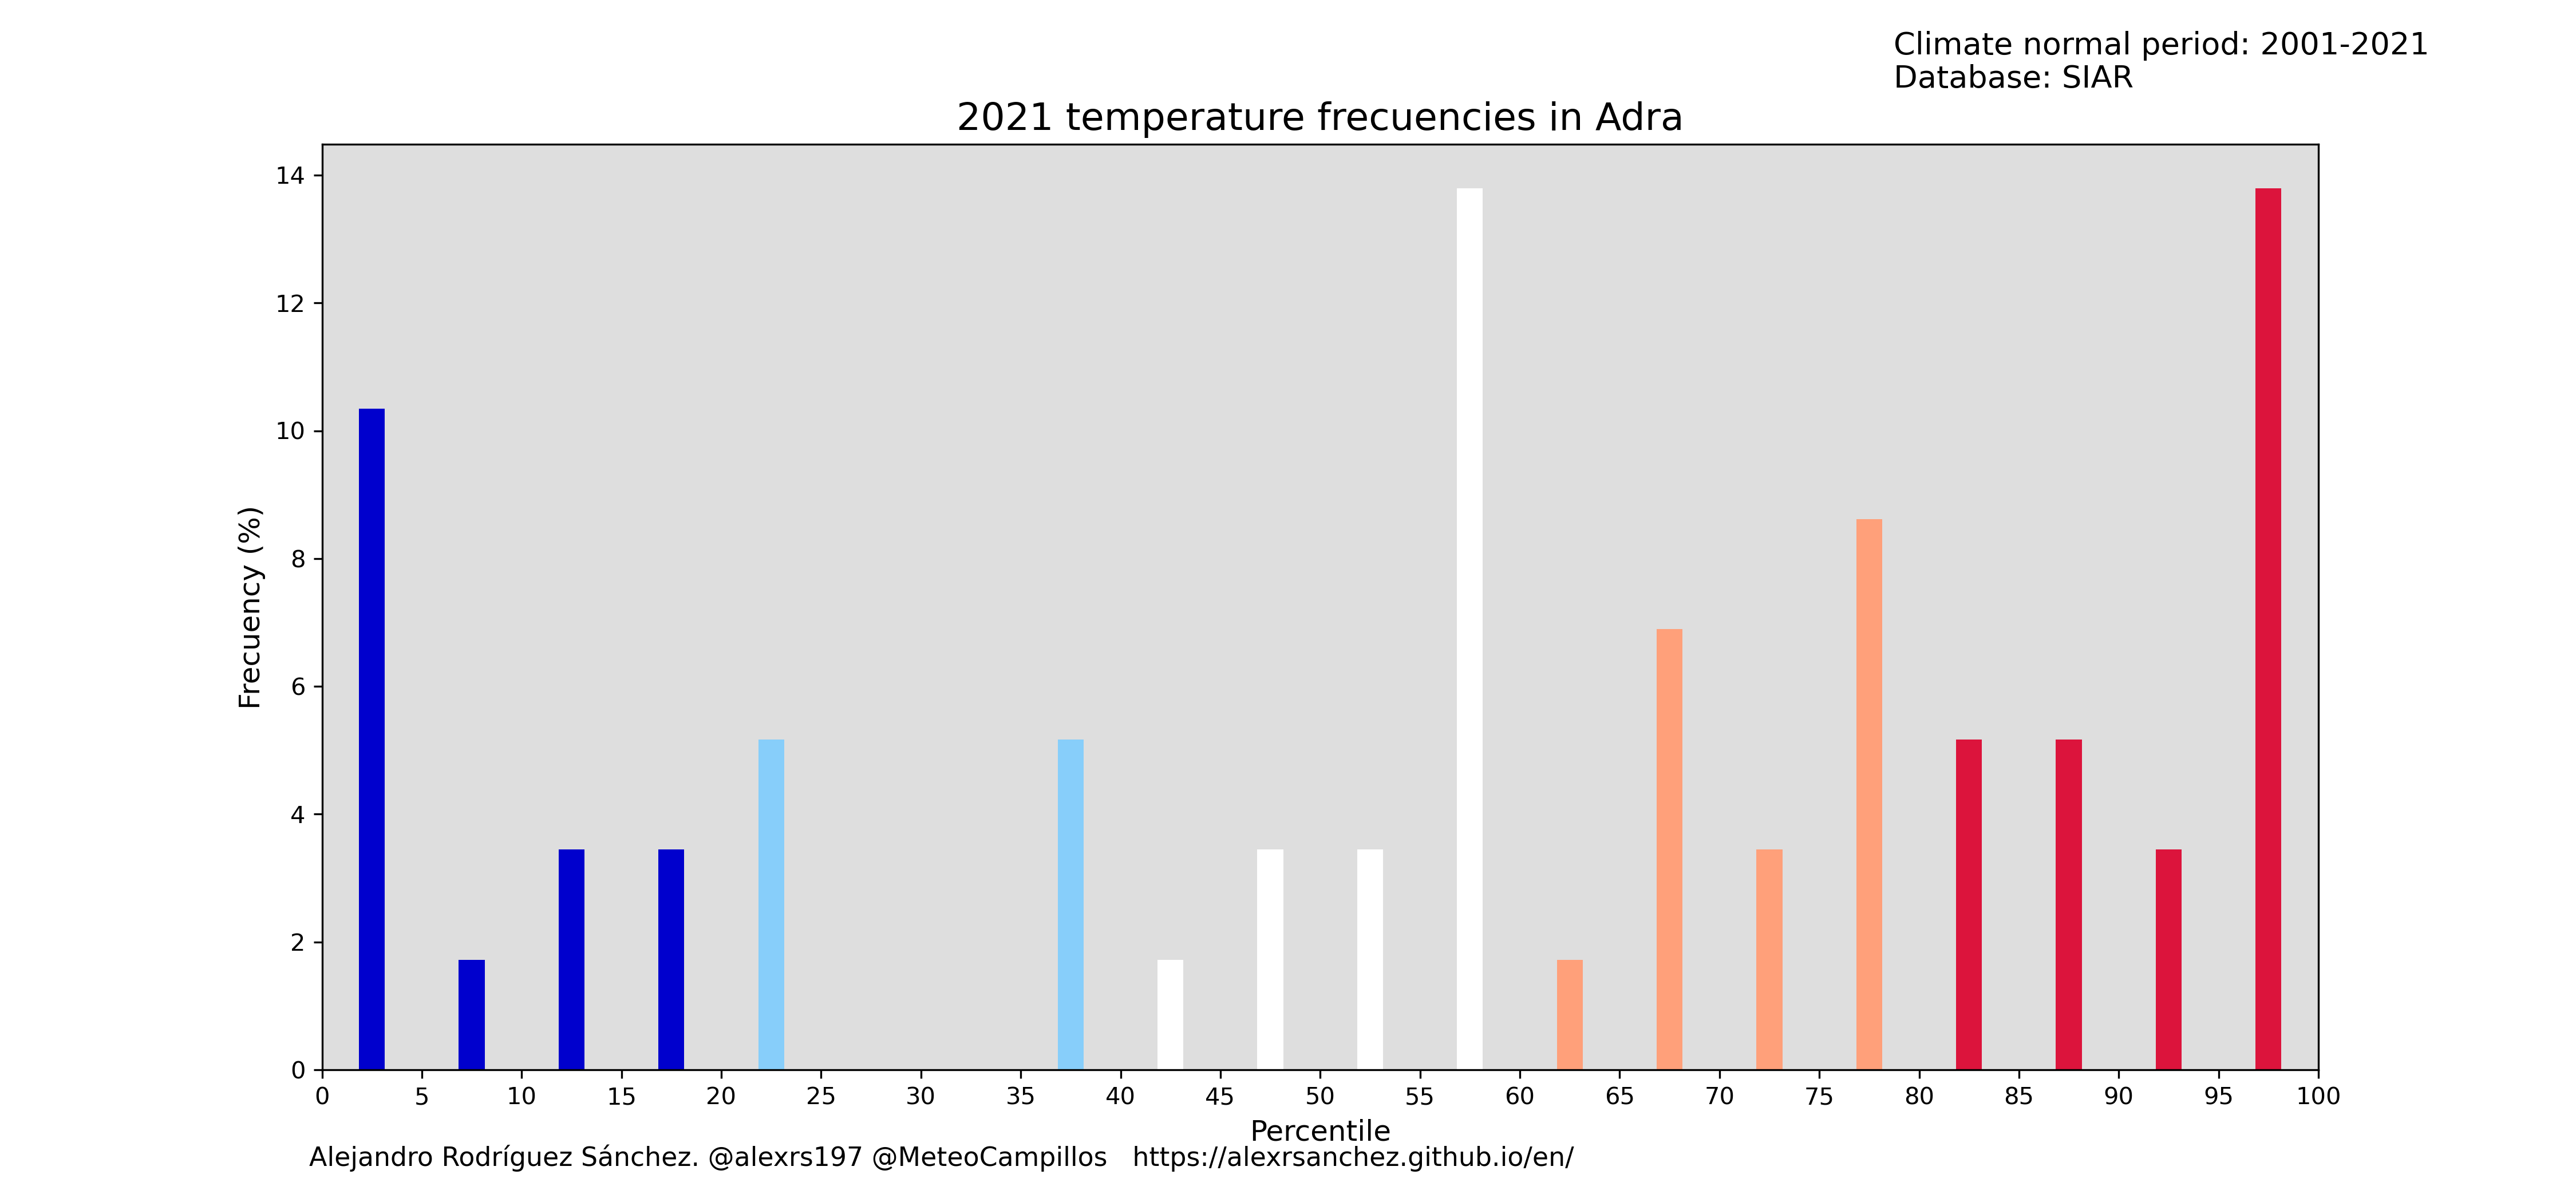 Climate normal period: 2001-2021
Database: SIAR
2021 temperature frecuencies in Adra
14
12
10
8
6
4
2
0
Frecuency (%)
0 5 10 15 20 25 30 35 40 45 50 55 60 65 70 75 80 85 90 95 100
Percentile
Alejandro Rodríguez Sánchez. @alexrs197 @MeteoCampillos https://alexrsanchez.github.io/en/